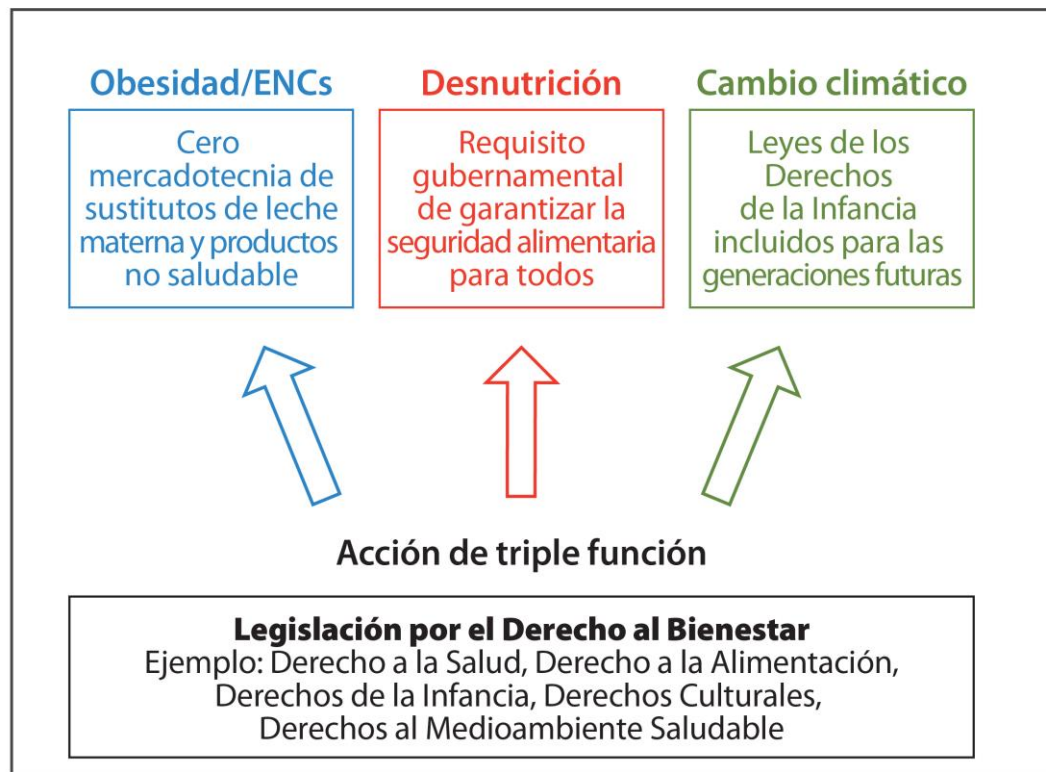 Obesidad/ENCs
Cero
mercadotecnia de
sustitutos de leche
materna y productos
no saludable
Desnutrición
Requisito
gubernamental
de garantizar la
seguridad alimentaria
para todos
Cambio climático
Leyes de los
Derechos
de la Infancia
incluidos para las
generaciones futuras
Acción de triple función
Legislación por el Derecho al Bienestar
Ejemplo: Derecho a la Salud, Derecho a la Alimentación,
Derechos de la Infancia, Derechos Culturales,
Derechos al Medioambiente Saludable